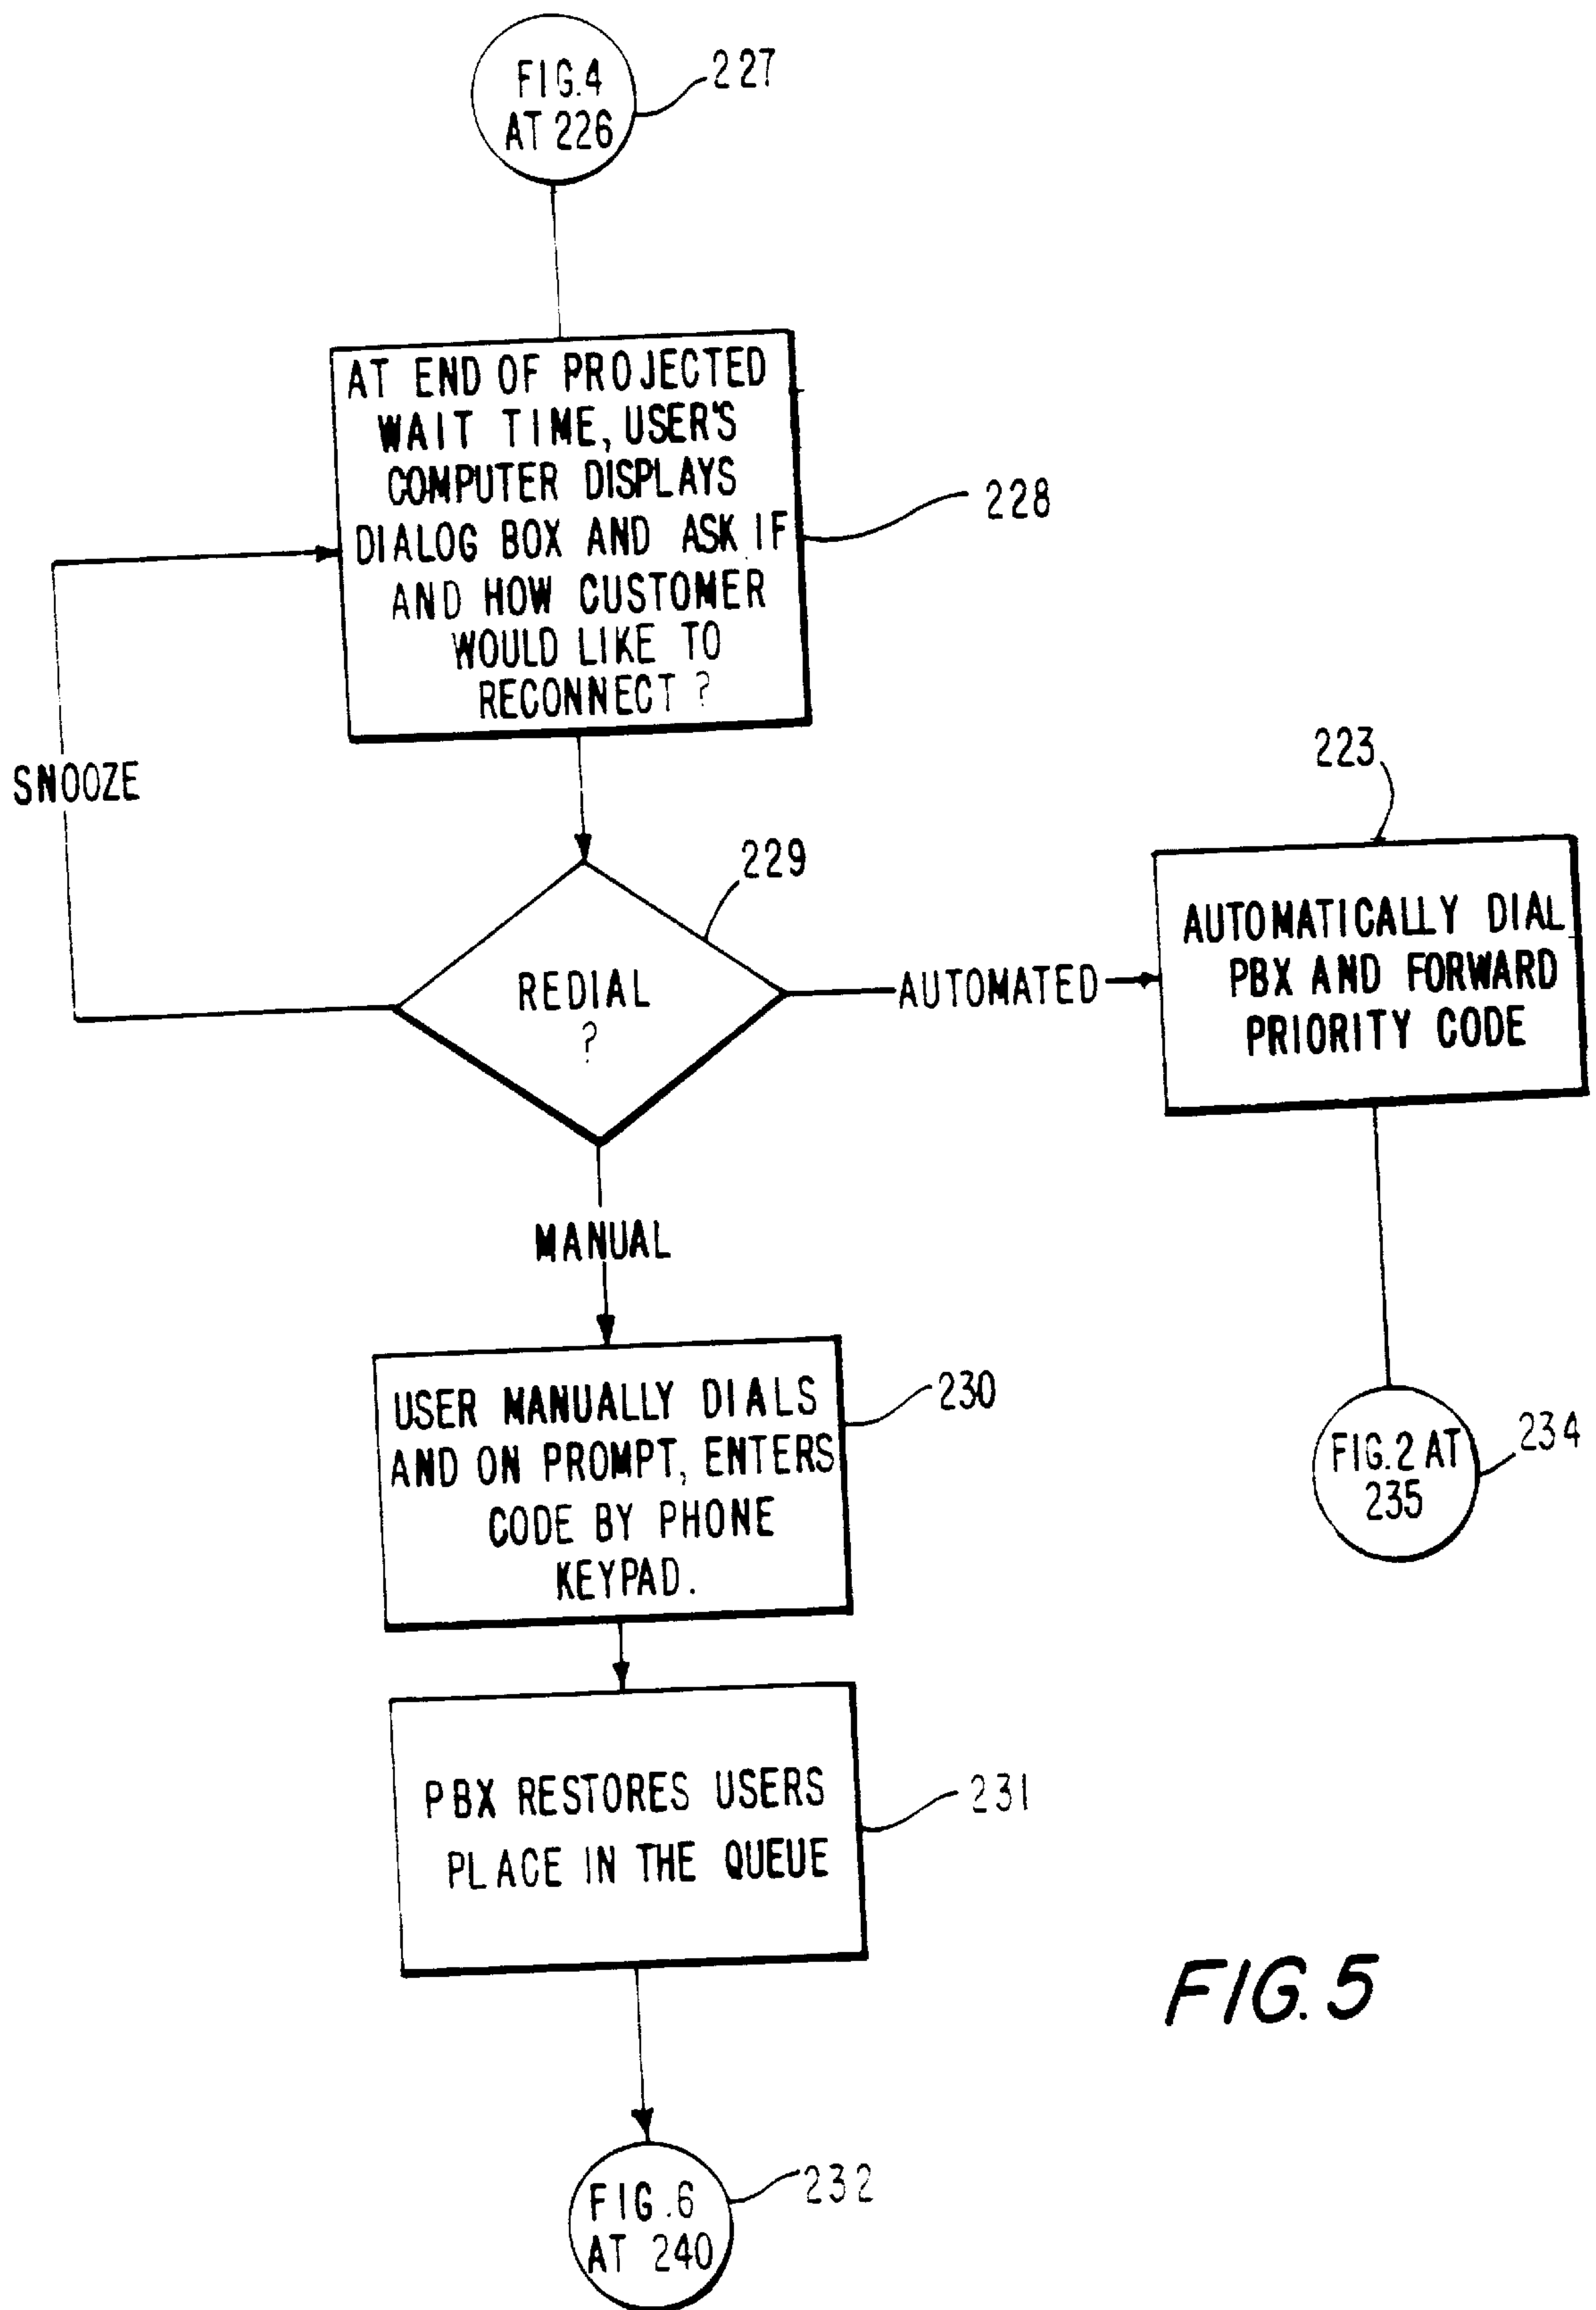 FIG.4
AT 226
227
AT END OF PROJECTED
WAIT TIME, USER'S
COMPUTER DISPLAYS
DIALOG BOX AND ASK IF
AND HOW CUSTOMER
WOULD LIKE TO
RECONNECT ?
228
SNOOZE
229
REDIAL
?
AUTOMATED
223
AUTOMATICALLY DIAL
PBX AND FORWARD
PRIORITY CODE
MANUAL
USER MANUALLY DIALS
AND ON PROMPT, ENTERS
CODE BY PHONE
KEYPAD.
230
FIG.2 AT
235
234
PBX RESTORES USERS
PLACE IN THE QUEUE
231
FIG.6
AT 240
232
FIG. 5